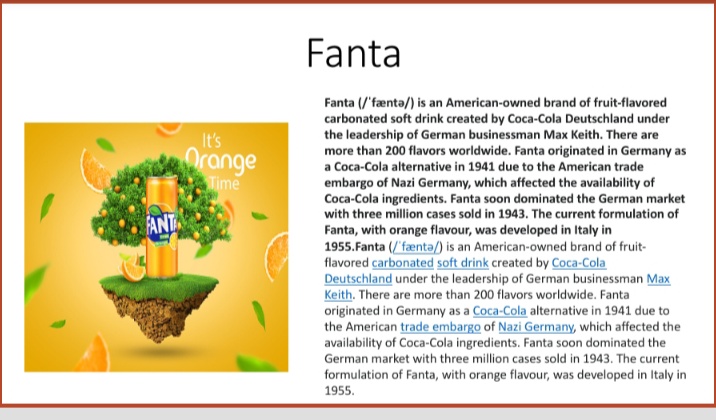 Fanta
It's
Orange
Time
FANTA
Fanta (/ˈfæntə/) is an American-owned brand of fruit-flavored
carbonated soft drink created by Coca-Cola Deutschland under
the leadership of German businessman Max Keith. There are
more than 200 flavors worldwide. Fanta originated in Germany as
a Coca-Cola alternative in 1941 due to the American trade
embargo of Nazi Germany, which affected the availability of
Coca-Cola ingredients. Fanta soon dominated the German market
with three million cases sold in 1943. The current formulation of
Fanta, with orange flavour, was developed in Italy in
1955.Fanta (/ˈfæntə/) is an American-owned brand of fruit-
flavored carbonated soft drink created by Coca-Cola
Deutschland under the leadership of German businessman Max
Keith. There are more than 200 flavors worldwide. Fanta
originated in Germany as a Coca-Cola alternative in 1941 due to
the American trade embargo of Nazi Germany, which affected the
availability of Coca-Cola ingredients. Fanta soon dominated the
German market with three million cases sold in 1943. The current
formulation of Fanta, with orange flavour, was developed in Italy in
1955.